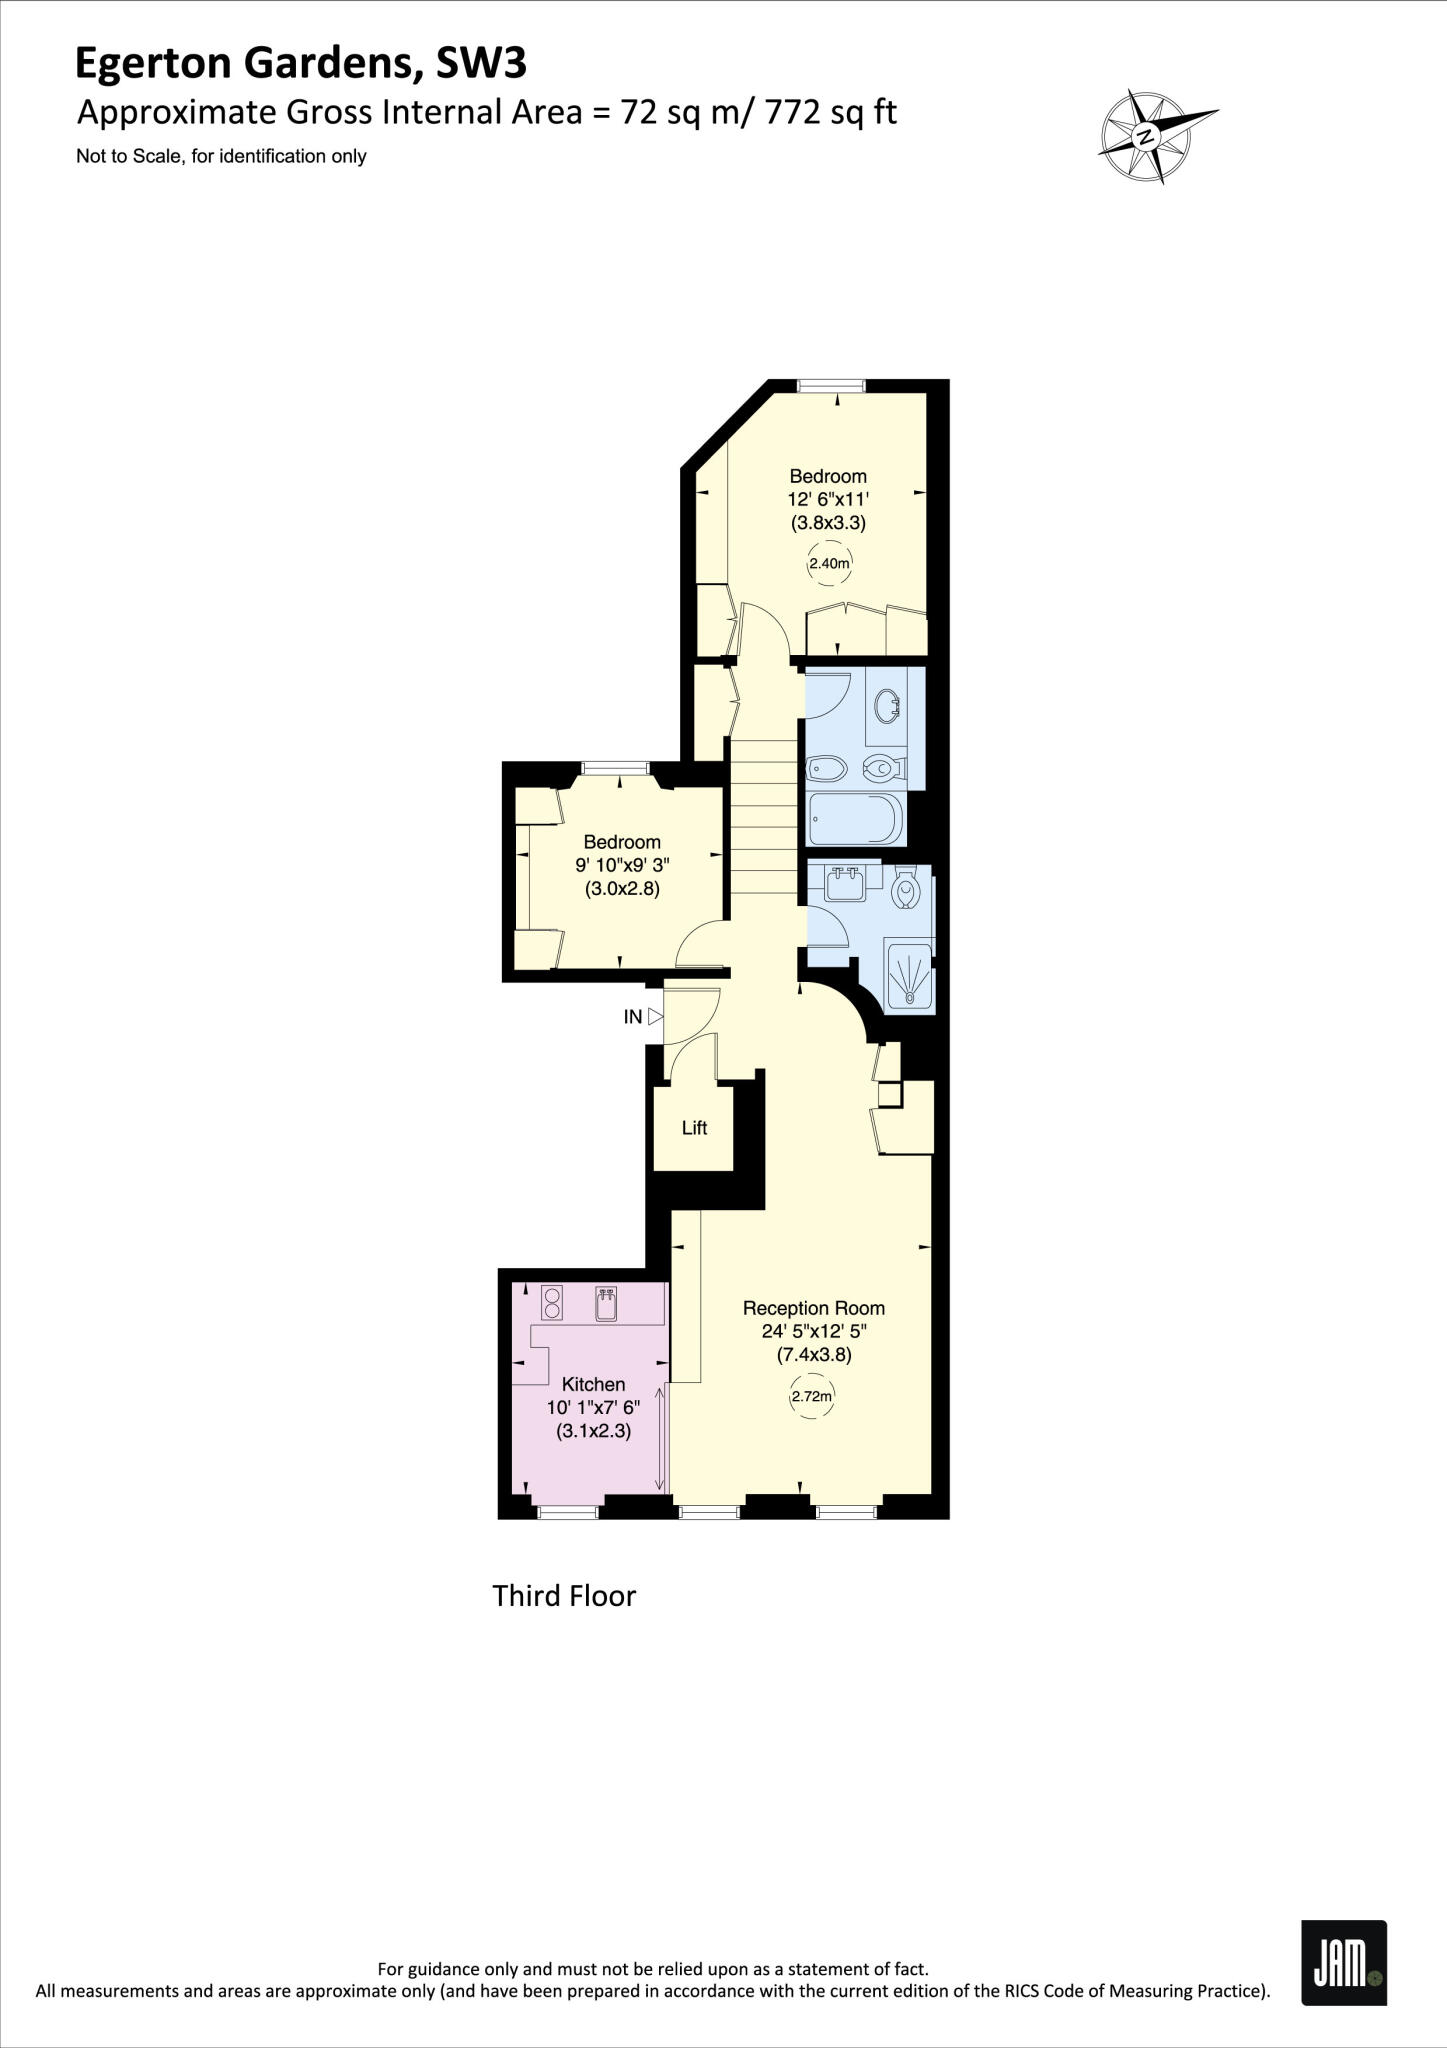 Egerton Gardens, SW3
Approximate Gross Internal Area = 72 sq m/ 772 sq ft
Not to Scale, for identification only
N
Bedroom
12' 6"x11'
(3.8x3.3)
2.40m
Bedroom
9' 10"x9' 3"
(3.0x2.8)
IN
Lift
Reception Room
24' 5"x12' 5"
(7.4x3.8)
2.72m
Kitchen
10' 1"x7' 6"
(3.1x2.3)
Third Floor
For guidance only and must not be relied upon as a statement of fact.
All measurements and areas are approximate only (and have been prepared in accordance with the current edition of the RICS Code of Measuring Practice).
JAM